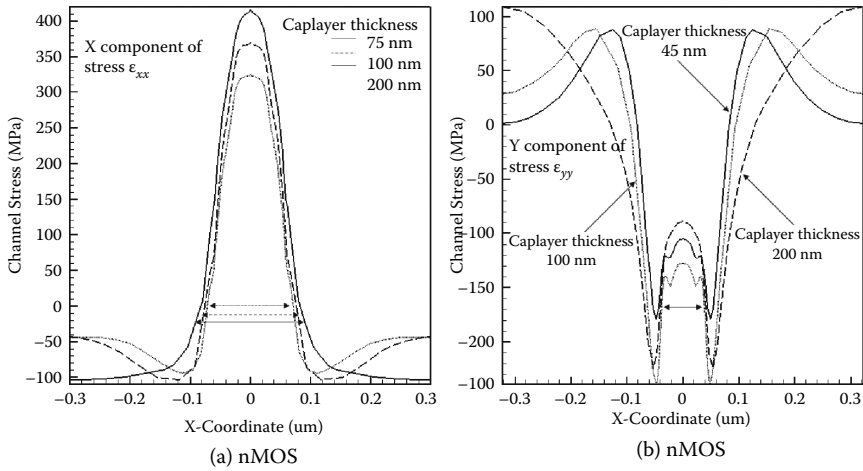 400
350
300
250
200
150
100
50
0
−50
−100
Channel Stress (MPa)
X component of
stress ε_xx
Caplayer thickness
75 nm
100 nm
200 nm
−0.3
−0.2
−0.1
0
0.1
0.2
0.3
X-Coordinate (um)
(a) nMOS
100
50
0
−50
−100
−100
−200
−100
Channel Stress (MPa)
Caplayer thickness
45 nm
Y component of
stress ε_yy
Caplayer thickness
100 nm
Caplayer thickness
200 nm
−0.3
−0.2
−0.1
0
0.1
0.2
0.3
X-Coordinate (um)
(b) nMOS